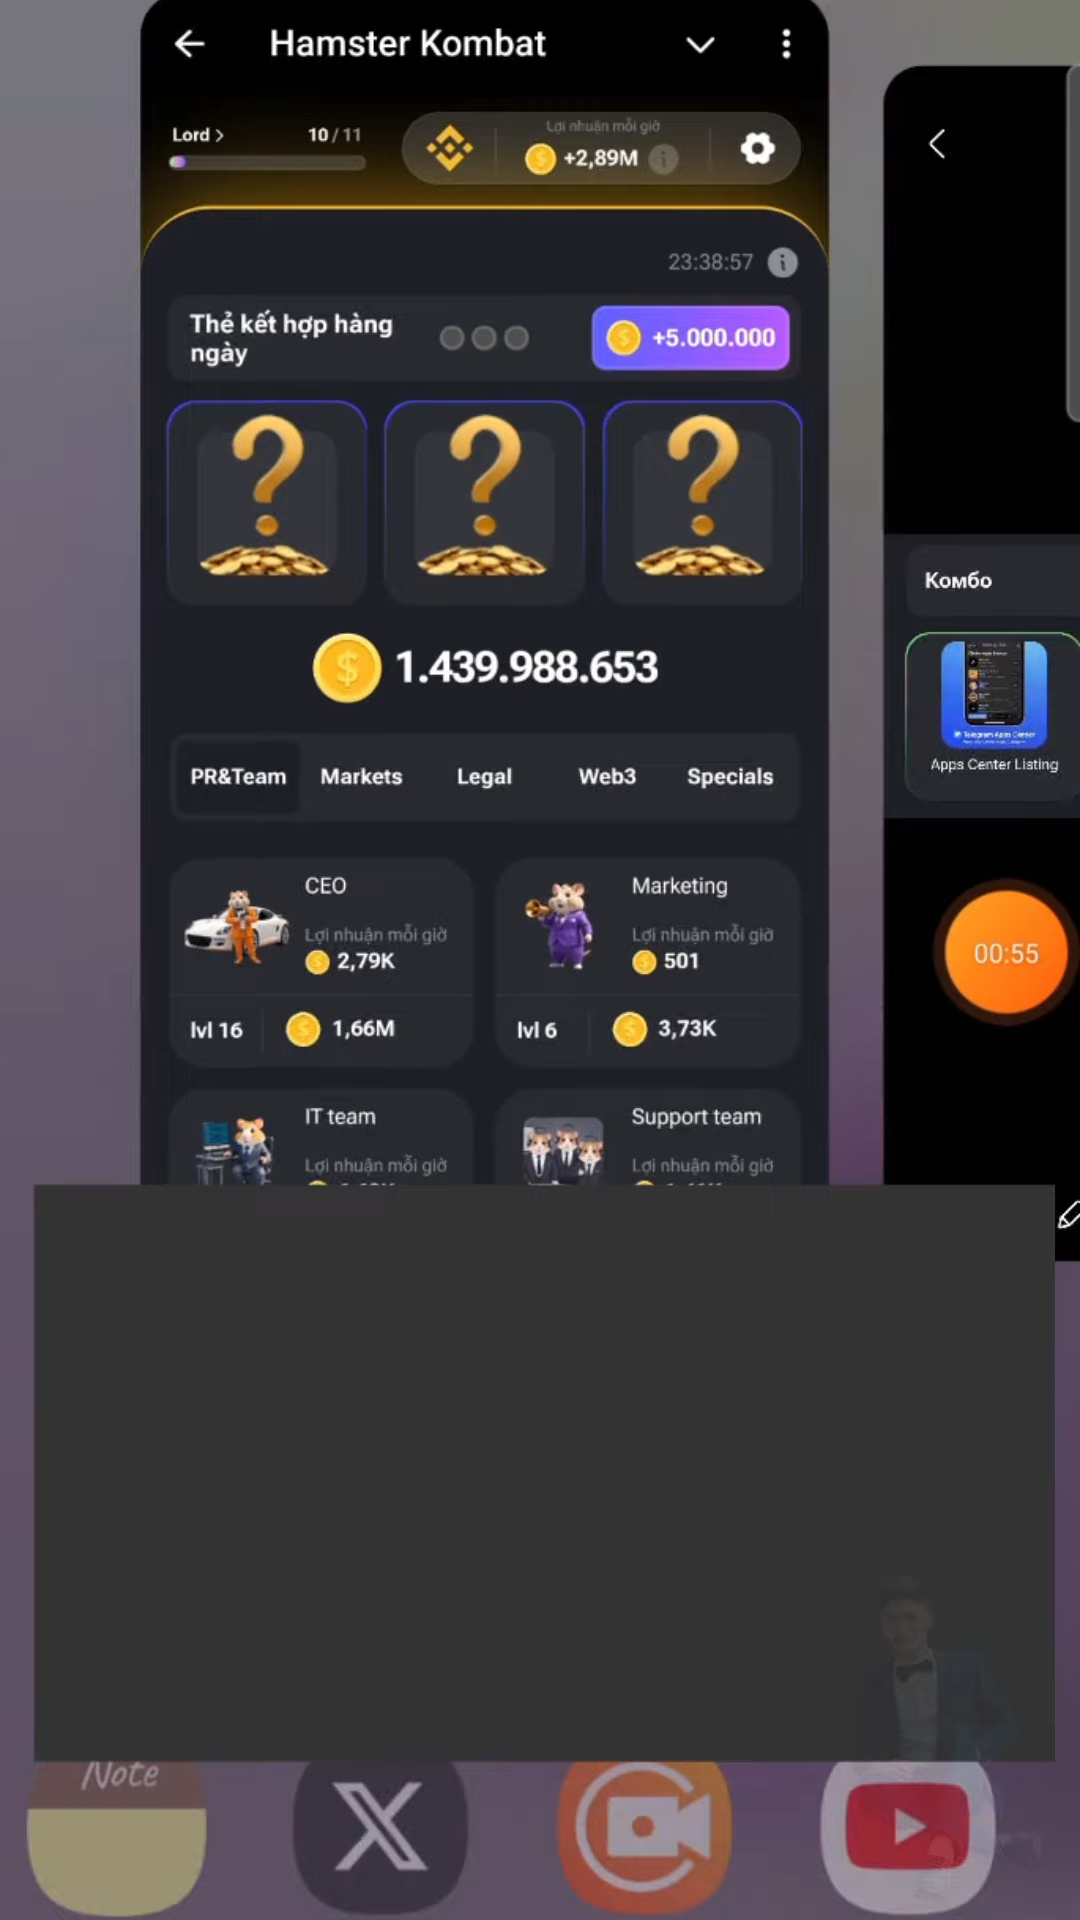 Hamster Kombat
Lord >
10 / 11
Lợi nhuận mỗi giờ
+2,89M
23:38:57
Thẻ kết hợp hàng
ngày
+5.000.000
1.439.988.653
PR&Team
Markets
Legal
Web3
Specials
CEO
Lợi nhuận mỗi giờ
2,79K
lvl 16
1,66M
Marketing
Lợi nhuận mỗi giờ
501
lvl 6
3,73K
IT team
Lợi nhuận mỗi giờ
Support team
Lợi nhuận mỗi giờ
Комбо
Telegram Apps Center
Apps Center Listing
00:55
Note